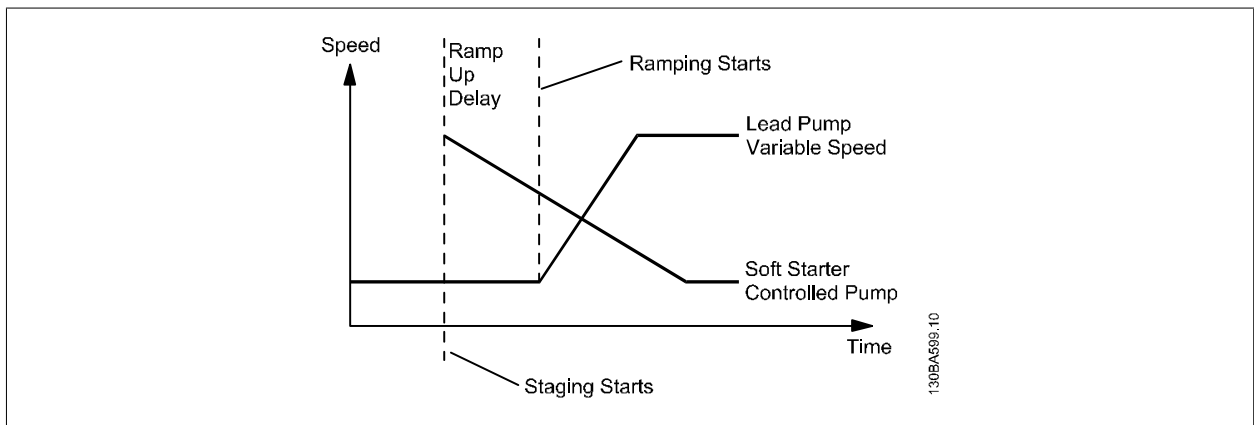 Speed
Ramp
Up
Delay
Ramping Starts
Lead Pump
Variable Speed
Soft Starter
Controlled Pump
Time
Staging Starts
130BA599.10